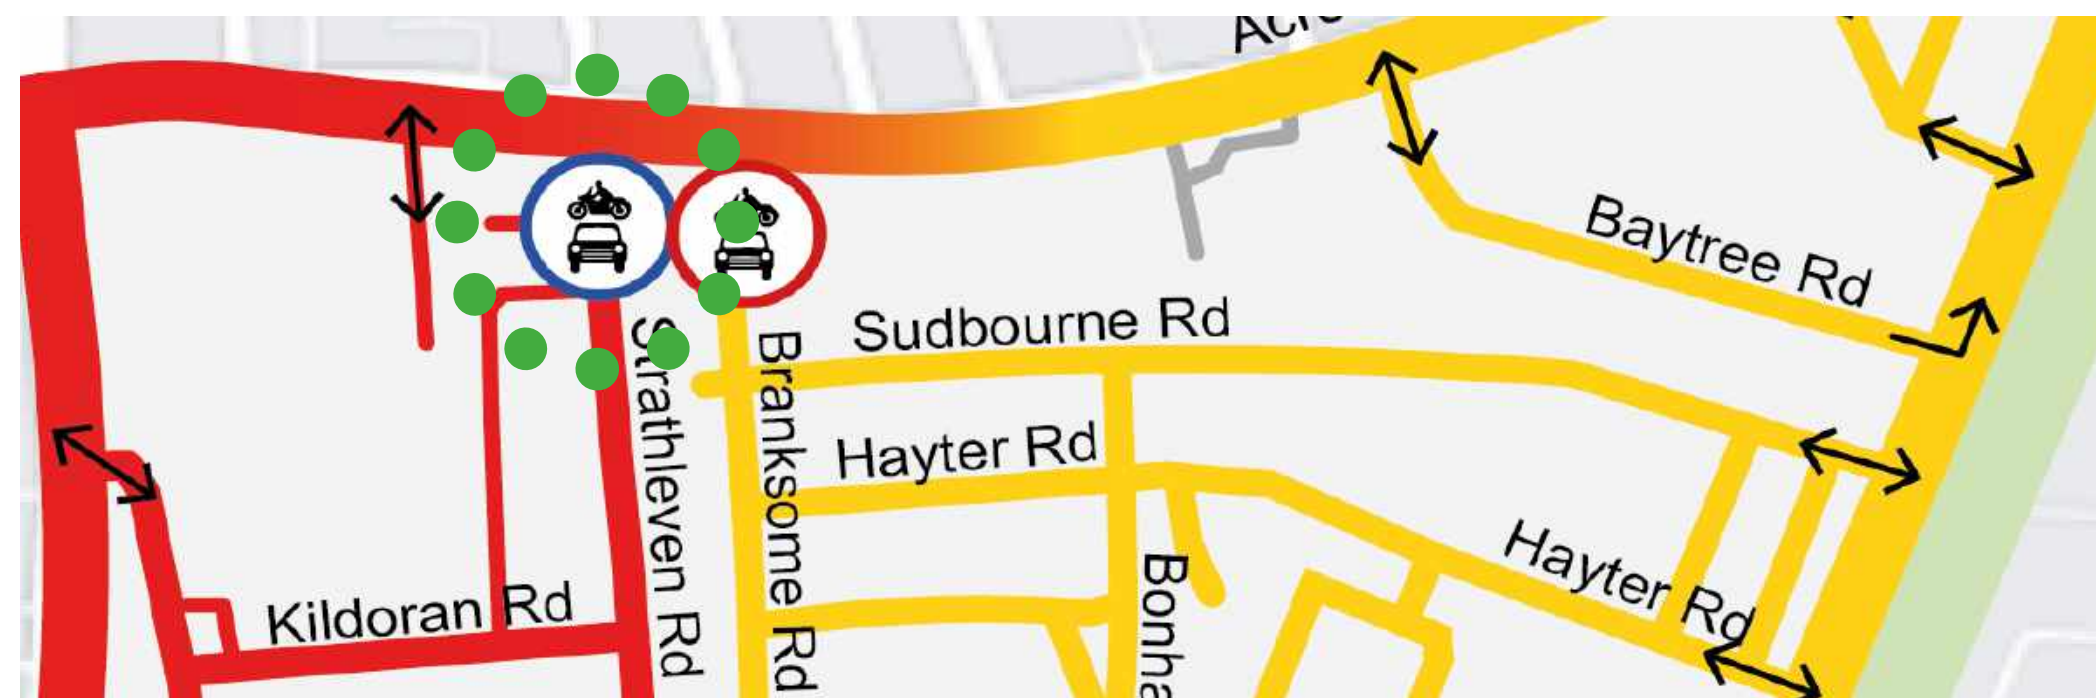 Baytree Rd
Sudbourne Rd
Hayter Rd
Strathleven Rd
Branksome Rd
Hayter Rd
Kildoran Rd